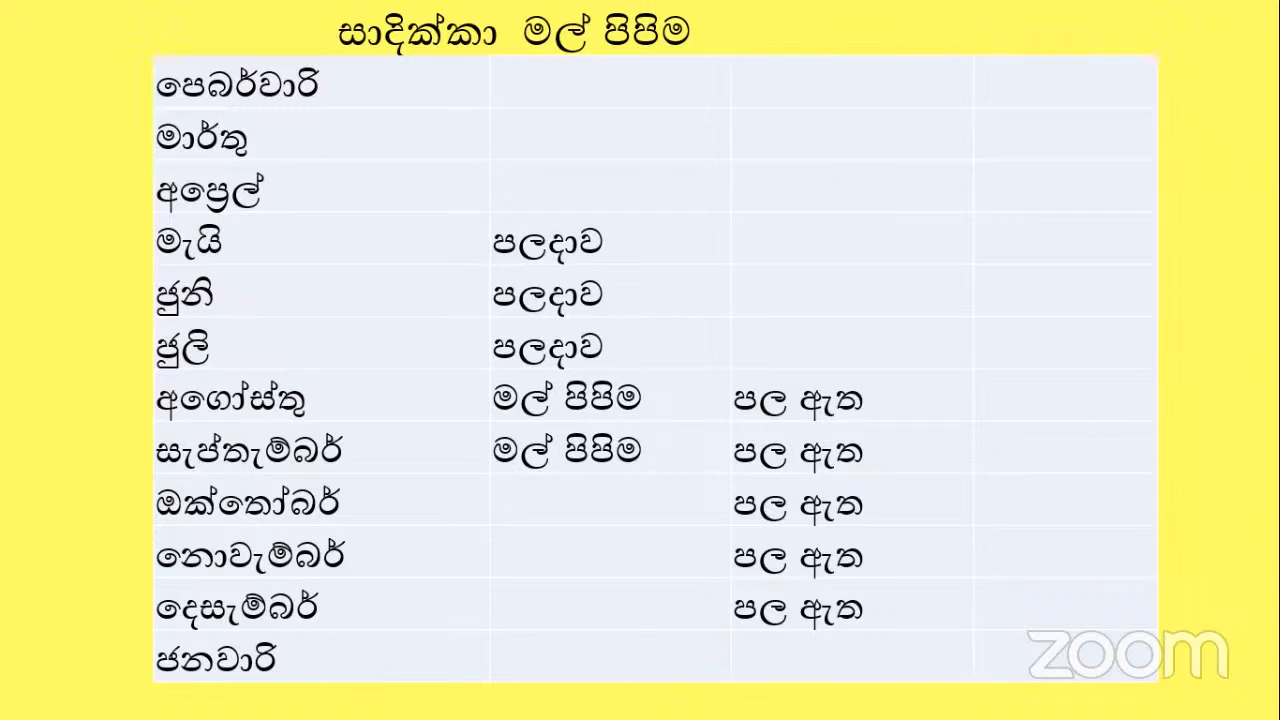 සාදික්කා මල් පිපිම
පෙබර්වාරි
මාර්තු
අප්‍රෙල්
මැයි පලදාව
ජුනි පලදාව
ජුලි පලදාව
අගෝස්තු මල් පිපිම පල ඇත
සැප්තැම්බර් මල් පිපිම පල ඇත
ඔක්තෝබර් පල ඇත
නොවැම්බර් පල ඇත
දෙසැම්බර් පල ඇත
ජනවාරි
zoom